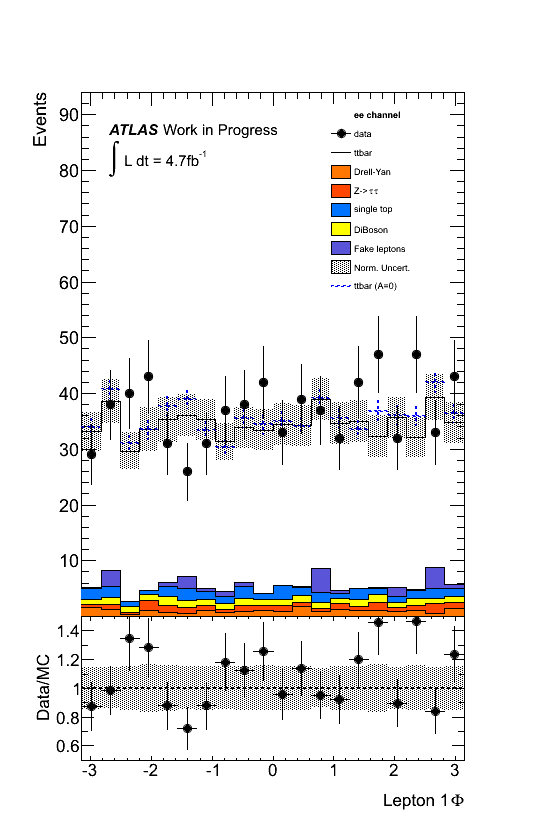 Events
90
80
70
60
50
40
30
20
10
ATLAS Work in Progress
∫ L dt = 4.7fb-1
ee channel
data
ttbar
Drell-Yan
Z->ττ
single top
DiBoson
Fake leptons
Norm. Uncert.
ttbar (A=0)
Data/MC
1.4
1.2
1
0.8
0.6
-3 -2 -1 0 1 2 3
Lepton 1Φ